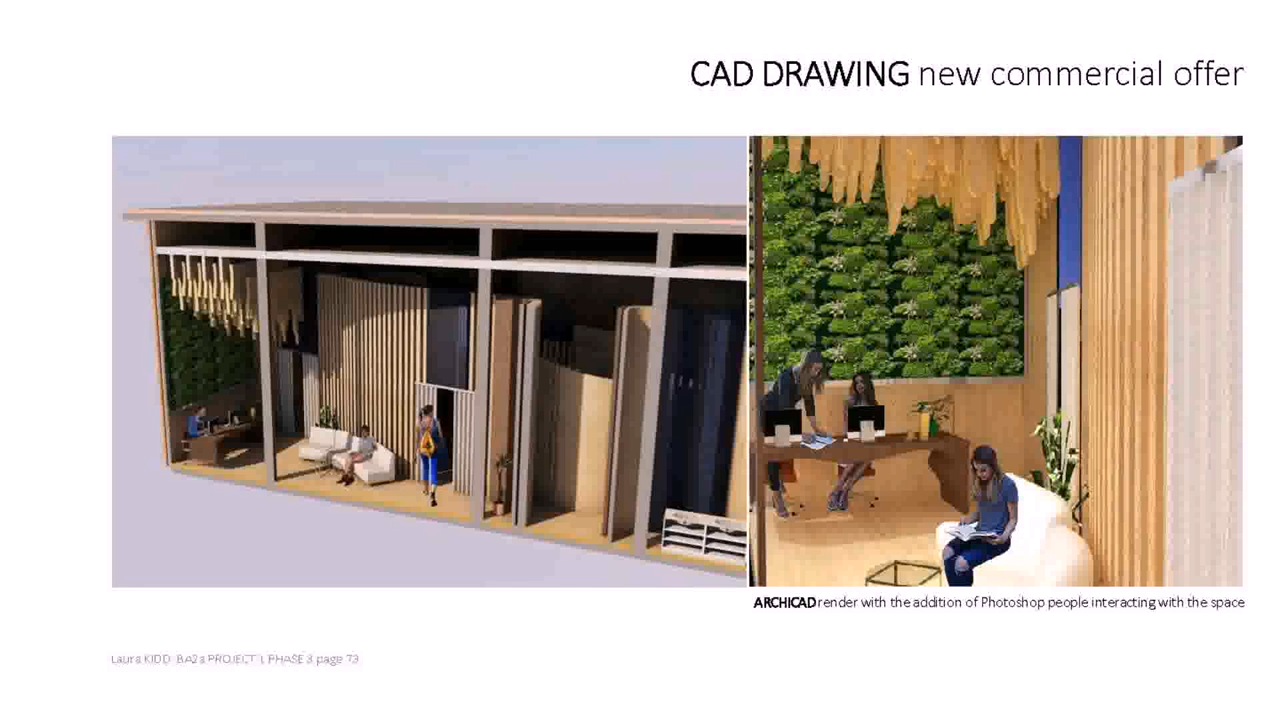 CAD DRAWING new commercial offer
ARCHICAD render with the addition of Photoshop people interacting with the space
Laura KIDD BA2a PROJECT 1, PHASE 3 page 73